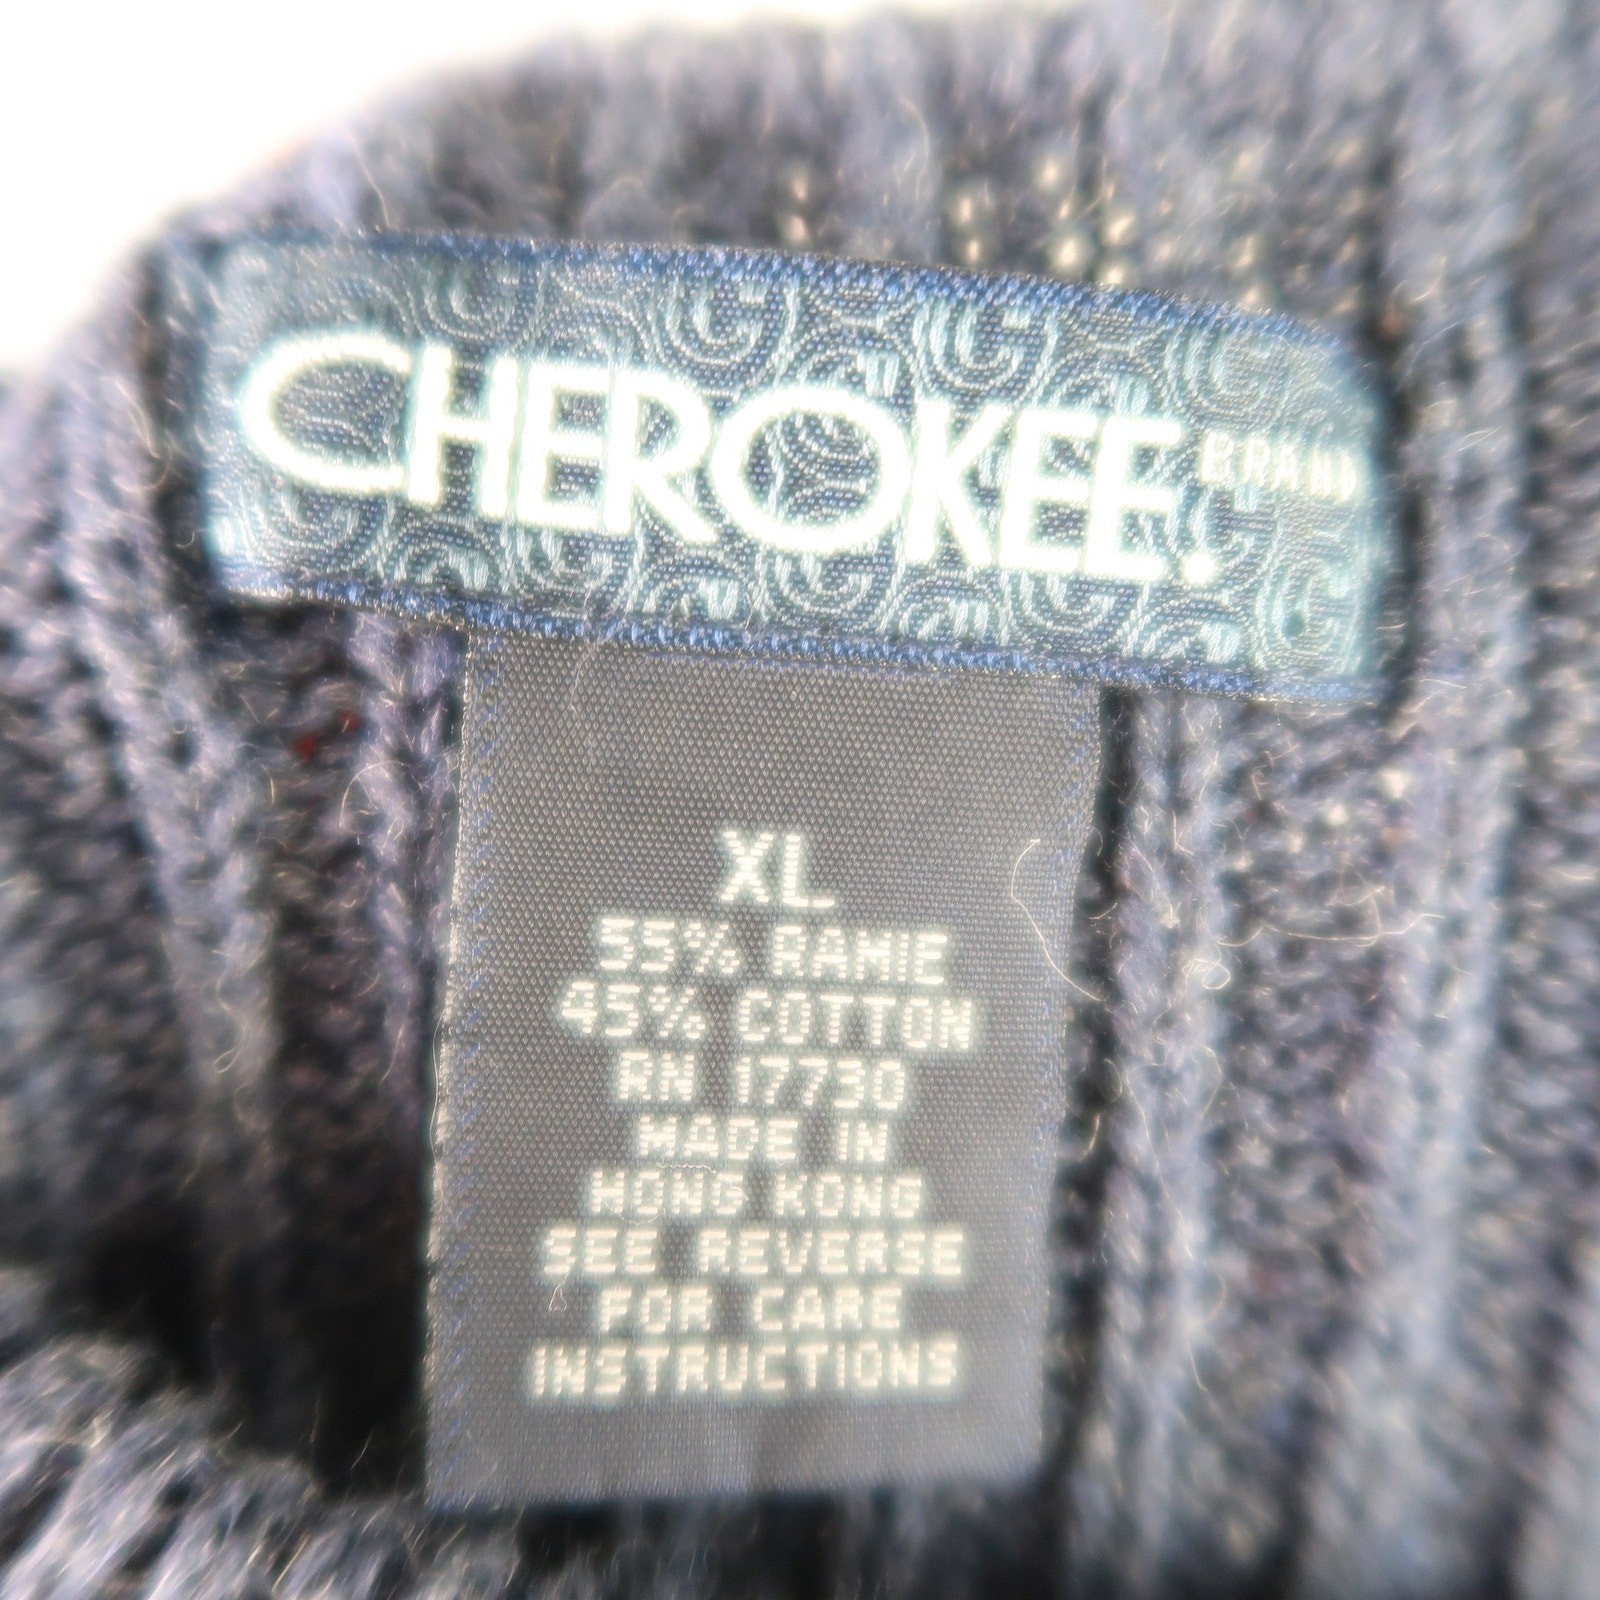 CHEROKEE. BRAND
XL
55% RAMIE
45% COTTON
RN 17730
MADE IN
HONG KONG
SEE REVERSE
FOR CARE
INSTRUCTIONS